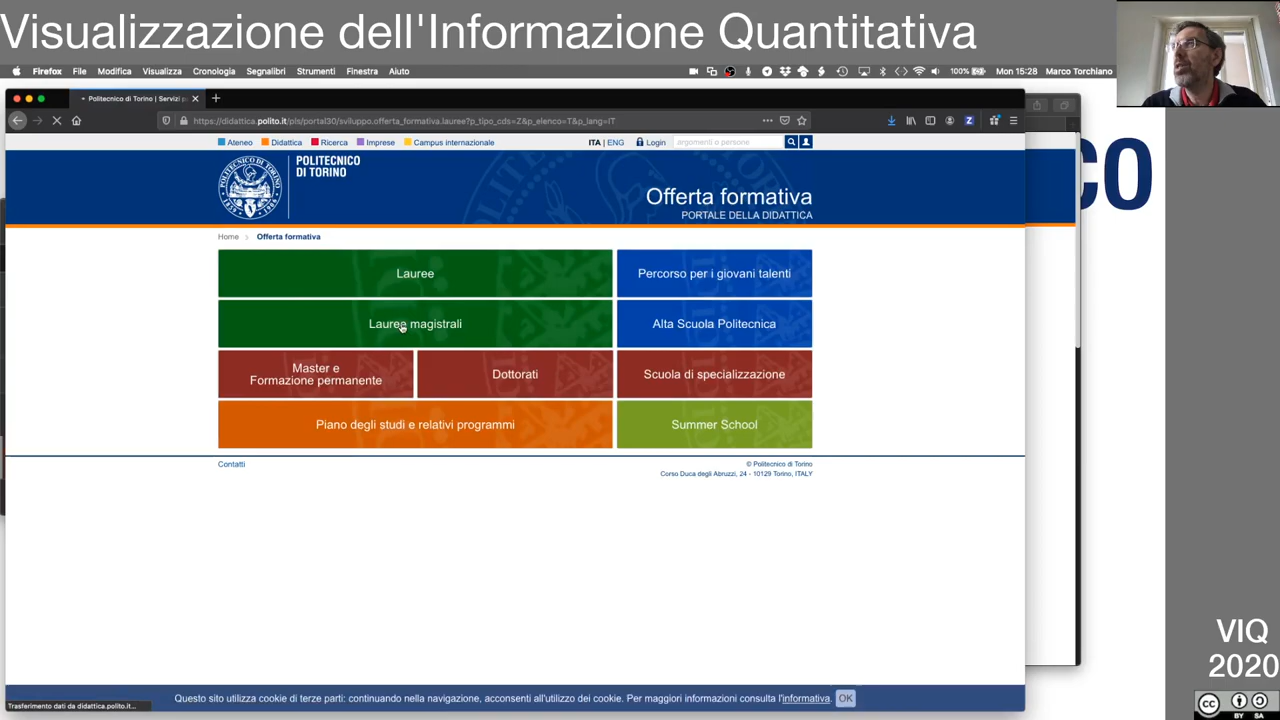 Visualizzazione dell'Informazione Quantitativa
Firefox File Modifica Visualizza Cronologia Segnalibri Strumenti Finestra Aiuto 100% Mon 15:28 Marco Torchiano
Politecnico di Torino | Servizi p
https://didattica.polito.it/pls/portal30/sviluppo.offerta_formativa.lauree?p_tipo_cds=Z&p_elenco=T&p_lang=IT
Ateneo Didattica Ricerca Imprese Campus internazionale ITA | ENG Login argomenti o persone
POLITECNICO
DI TORINO
Offerta formativa
PORTALE DELLA DIDATTICA
Home > Offerta formativa
Lauree
Percorso per i giovani talenti
Lauree magistrali
Alta Scuola Politecnica
Master e
Formazione permanente
Dottorati
Scuola di specializzazione
Piano degli studi e relativi programmi
Summer School
Contatti
© Politecnico di Torino
Corso Duca degli Abruzzi, 24 - 10129 Torino, ITALY
Questo sito utilizza cookie di terze parti: continuando nella navigazione, acconsenti all'utilizzo dei cookie. Per maggiori informazioni consulta l'informativa. OK
Trasferimento dati da didattica.polito.it...
co
VIQ
2020
cc
BY SA